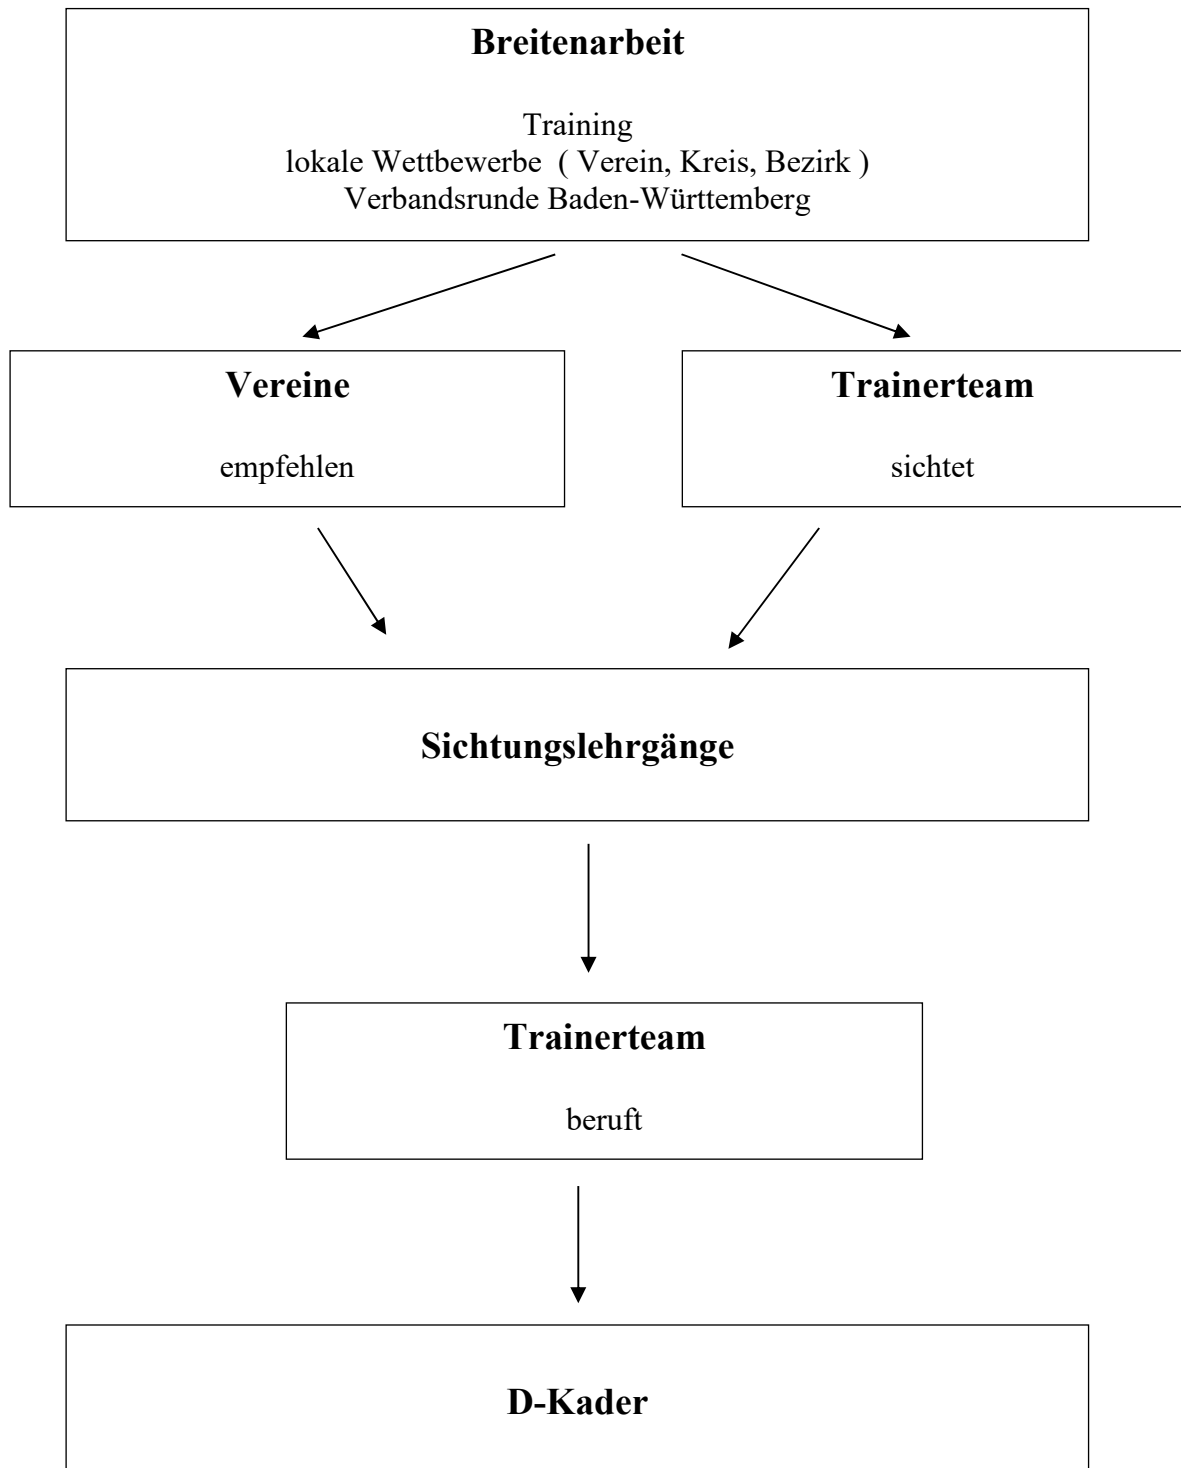 Breitenarbeit
Training
lokale Wettbewerbe ( Verein, Kreis, Bezirk )
Verbandsrunde Baden-Württemberg
Vereine
empfehlen
Trainerteam
sichtet
Sichtungslehrgänge
Trainerteam
beruft
D-Kader